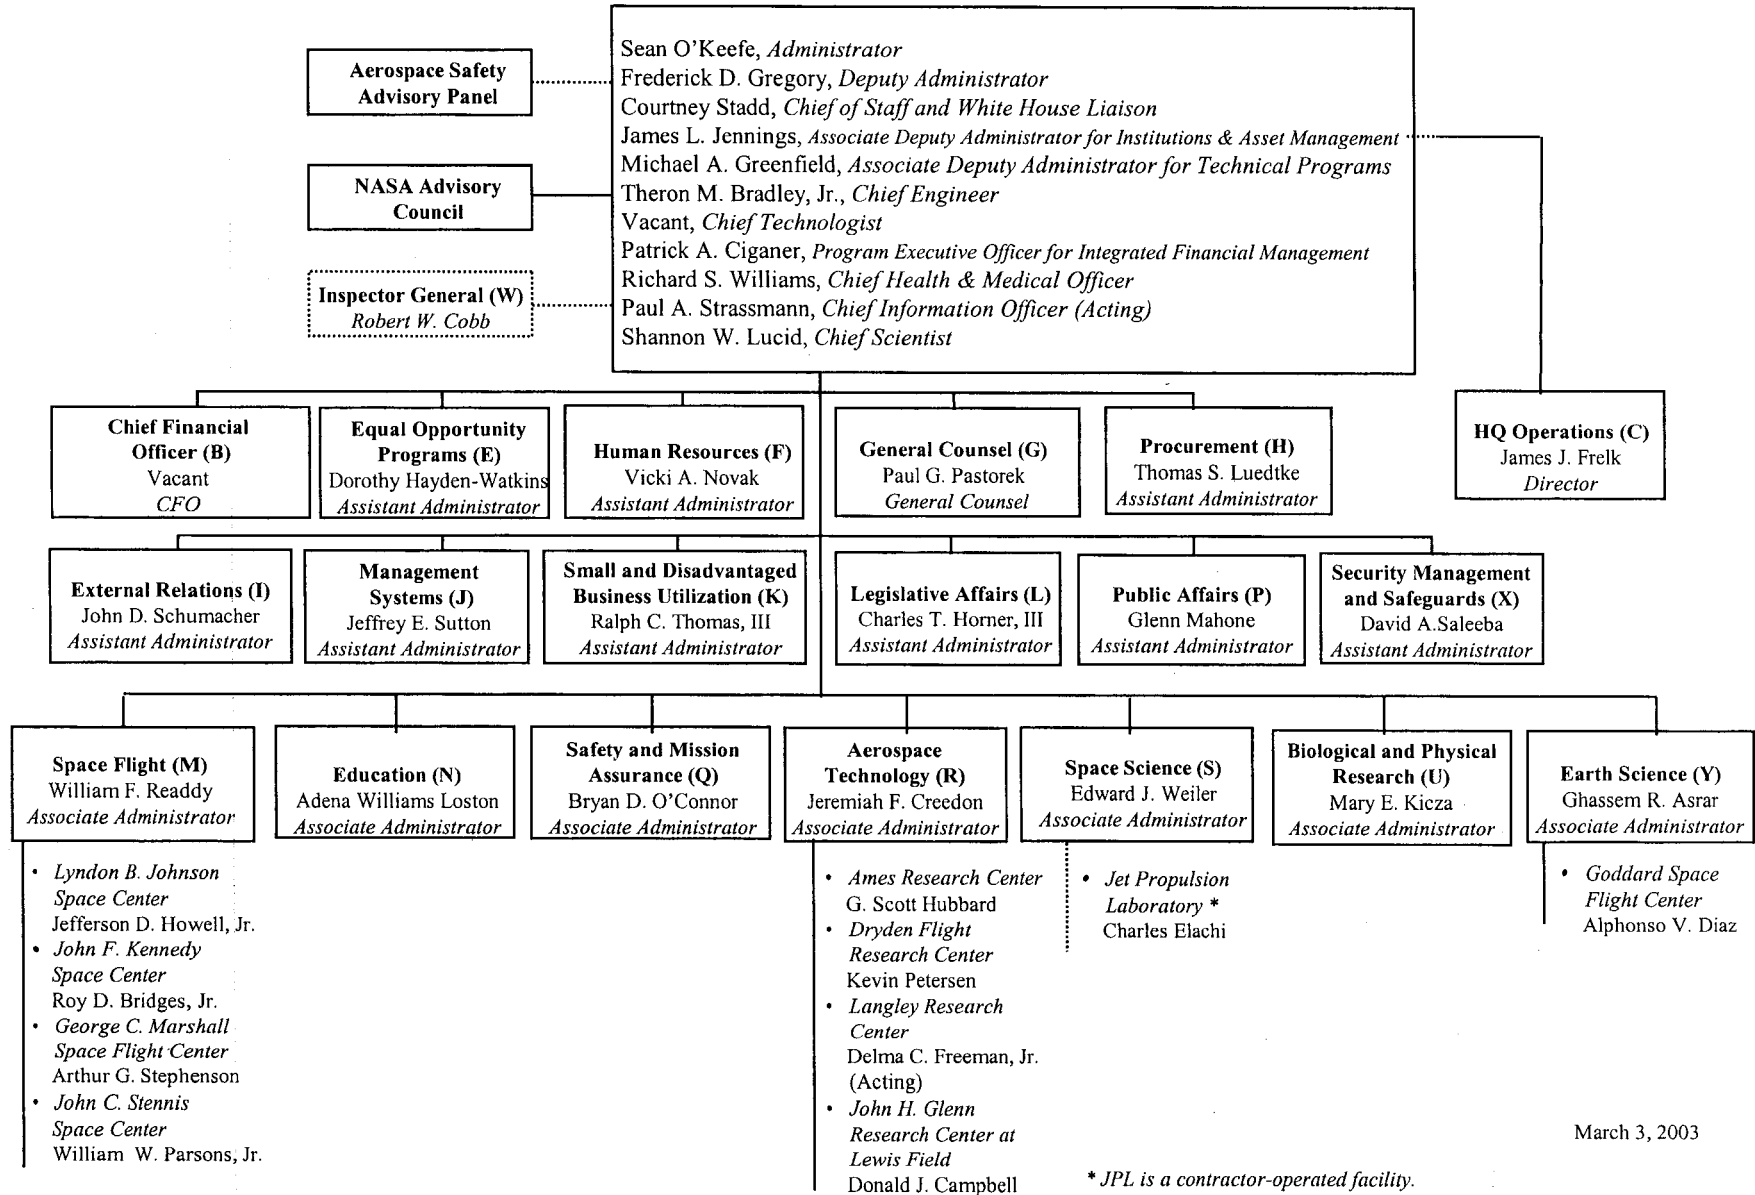 Aerospace Safety
Advisory Panel
NASA Advisory
Council
Inspector General (W)
Robert W. Cobb
Sean O'Keefe, Administrator
Frederick D. Gregory, Deputy Administrator
Courtney Stadd, Chief of Staff and White House Liaison
James L. Jennings, Associate Deputy Administrator for Institutions & Asset Management
Michael A. Greenfield, Associate Deputy Administrator for Technical Programs
Theron M. Bradley, Jr., Chief Engineer
Vacant, Chief Technologist
Patrick A. Ciganer, Program Executive Officer for Integrated Financial Management
Richard S. Williams, Chief Health & Medical Officer
Paul A. Strassmann, Chief Information Officer (Acting)
Shannon W. Lucid, Chief Scientist
Chief Financial
Officer (B)
Vacant
CFO
Equal Opportunity
Programs (E)
Dorothy Hayden-Watkins
Assistant Administrator
Human Resources (F)
Vicki A. Novak
Assistant Administrator
General Counsel (G)
Paul G. Pastorek
General Counsel
Procurement (H)
Thomas S. Luedtke
Assistant Administrator
HQ Operations (C)
James J. Frelk
Director
External Relations (I)
John D. Schumacher
Assistant Administrator
Management
Systems (J)
Jeffrey E. Sutton
Assistant Administrator
Small and Disadvantaged
Business Utilization (K)
Ralph C. Thomas, III
Assistant Administrator
Legislative Affairs (L)
Charles T. Horner, III
Assistant Administrator
Public Affairs (P)
Glenn Mahone
Assistant Administrator
Security Management
and Safeguards (X)
David A.Saleeba
Assistant Administrator
Space Flight (M)
William F. Readdy
Associate Administrator
• Lyndon B. Johnson
Space Center
Jefferson D. Howell, Jr.
• John F. Kennedy
Space Center
Roy D. Bridges, Jr.
• George C. Marshall
Space Flight Center
Arthur G. Stephenson
• John C. Stennis
Space Center
William W. Parsons, Jr.
Education (N)
Adena Williams Loston
Associate Administrator
Safety and Mission
Assurance (Q)
Bryan D. O'Connor
Associate Administrator
Aerospace
Technology (R)
Jeremiah F. Creedon
Associate Administrator
• Ames Research Center
G. Scott Hubbard
• Dryden Flight
Research Center
Kevin Petersen
• Langley Research
Center
Delma C. Freeman, Jr.
(Acting)
• John H. Glenn
Research Center at
Lewis Field
Donald J. Campbell
Space Science (S)
Edward J. Weiler
Associate Administrator
• Jet Propulsion
Laboratory *
Charles Elachi
Biological and Physical
Research (U)
Mary E. Kicza
Associate Administrator
Earth Science (Y)
Ghassem R. Asrar
Associate Administrator
• Goddard Space
Flight Center
Alphonso V. Diaz
March 3, 2003
* JPL is a contractor-operated facility.